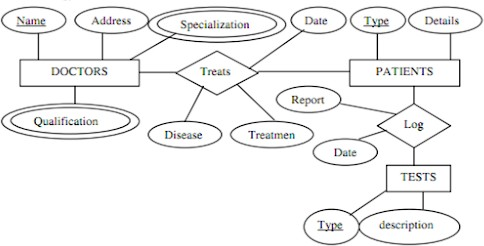 Name
Address
Specialization
Date
Type
Details
DOCTORS
Treats
PATIENTS
Report
Qualification
Disease
Treatmen
Log
Date
TESTS
Type
description